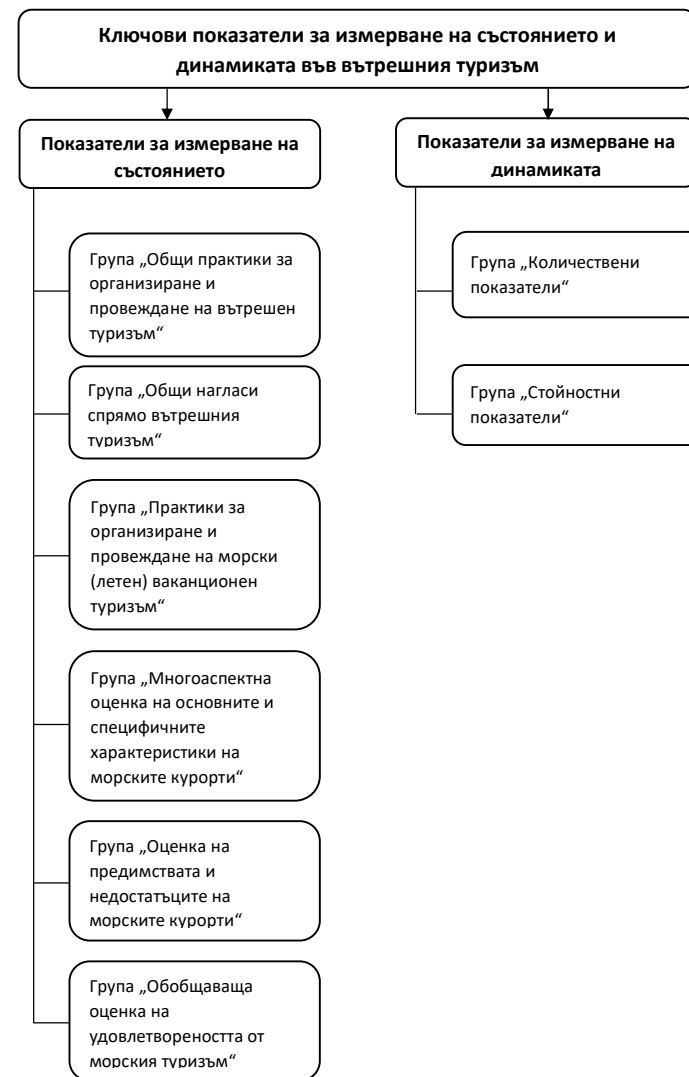 Ключови показатели за измерване на състоянието и
динамиката във вътрешния туризъм
Показатели за измерване на
състоянието
Група „Общи практики за
организиране и
провеждане на вътрешен
туризъм“
Група „Общи нагласи
спрямо вътрешния
туризъм“
Група „Практики за
организиране и
провеждане на морски
(летен) ваканционен
туризъм“
Група „Многоаспектна
оценка на основните и
специфичните
характеристики на
морските курорти“
Група „Оценка на
предимствата и
недостатъците на
морските курорти“
Група „Обобщаваща
оценка на
удовлетвореността от
морския туризъм“
Показатели за измерване на
динамиката
Група „Количествени
показатели“
Група „Стойностни
показатели“